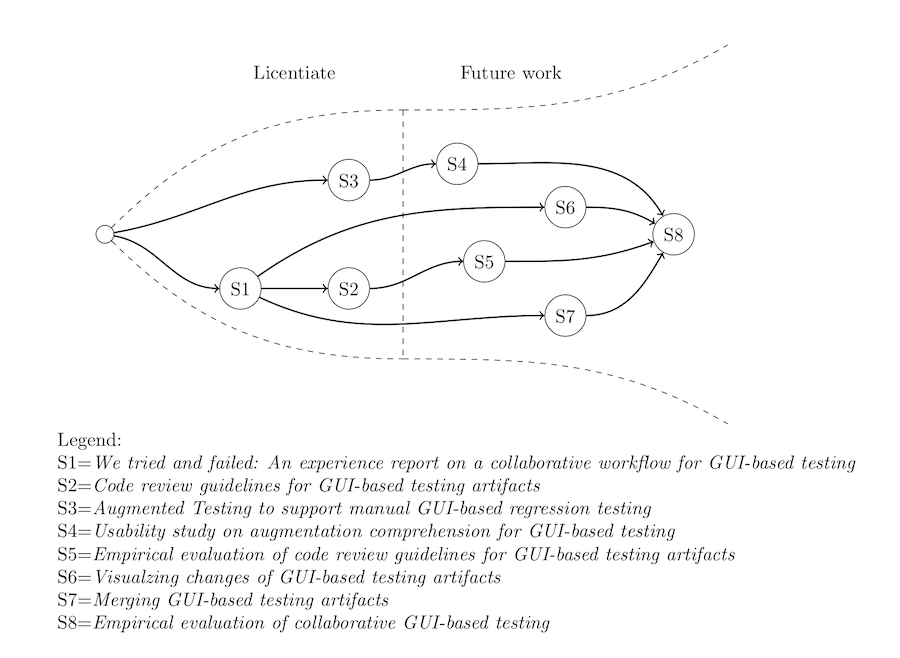 Licentiate
Future work
S3
S4
S6
S8
S5
S1
S2
S7
Legend:
S1=We tried and failed: An experience report on a collaborative workflow for GUI-based testing
S2=Code review guidelines for GUI-based testing artifacts
S3=Augmented Testing to support manual GUI-based regression testing
S4=Usability study on augmentation comprehension for GUI-based testing
S5=Empirical evaluation of code review guidelines for GUI-based testing artifacts
S6=Visualzing changes of GUI-based testing artifacts
S7=Merging GUI-based testing artifacts
S8=Empirical evaluation of collaborative GUI-based testing